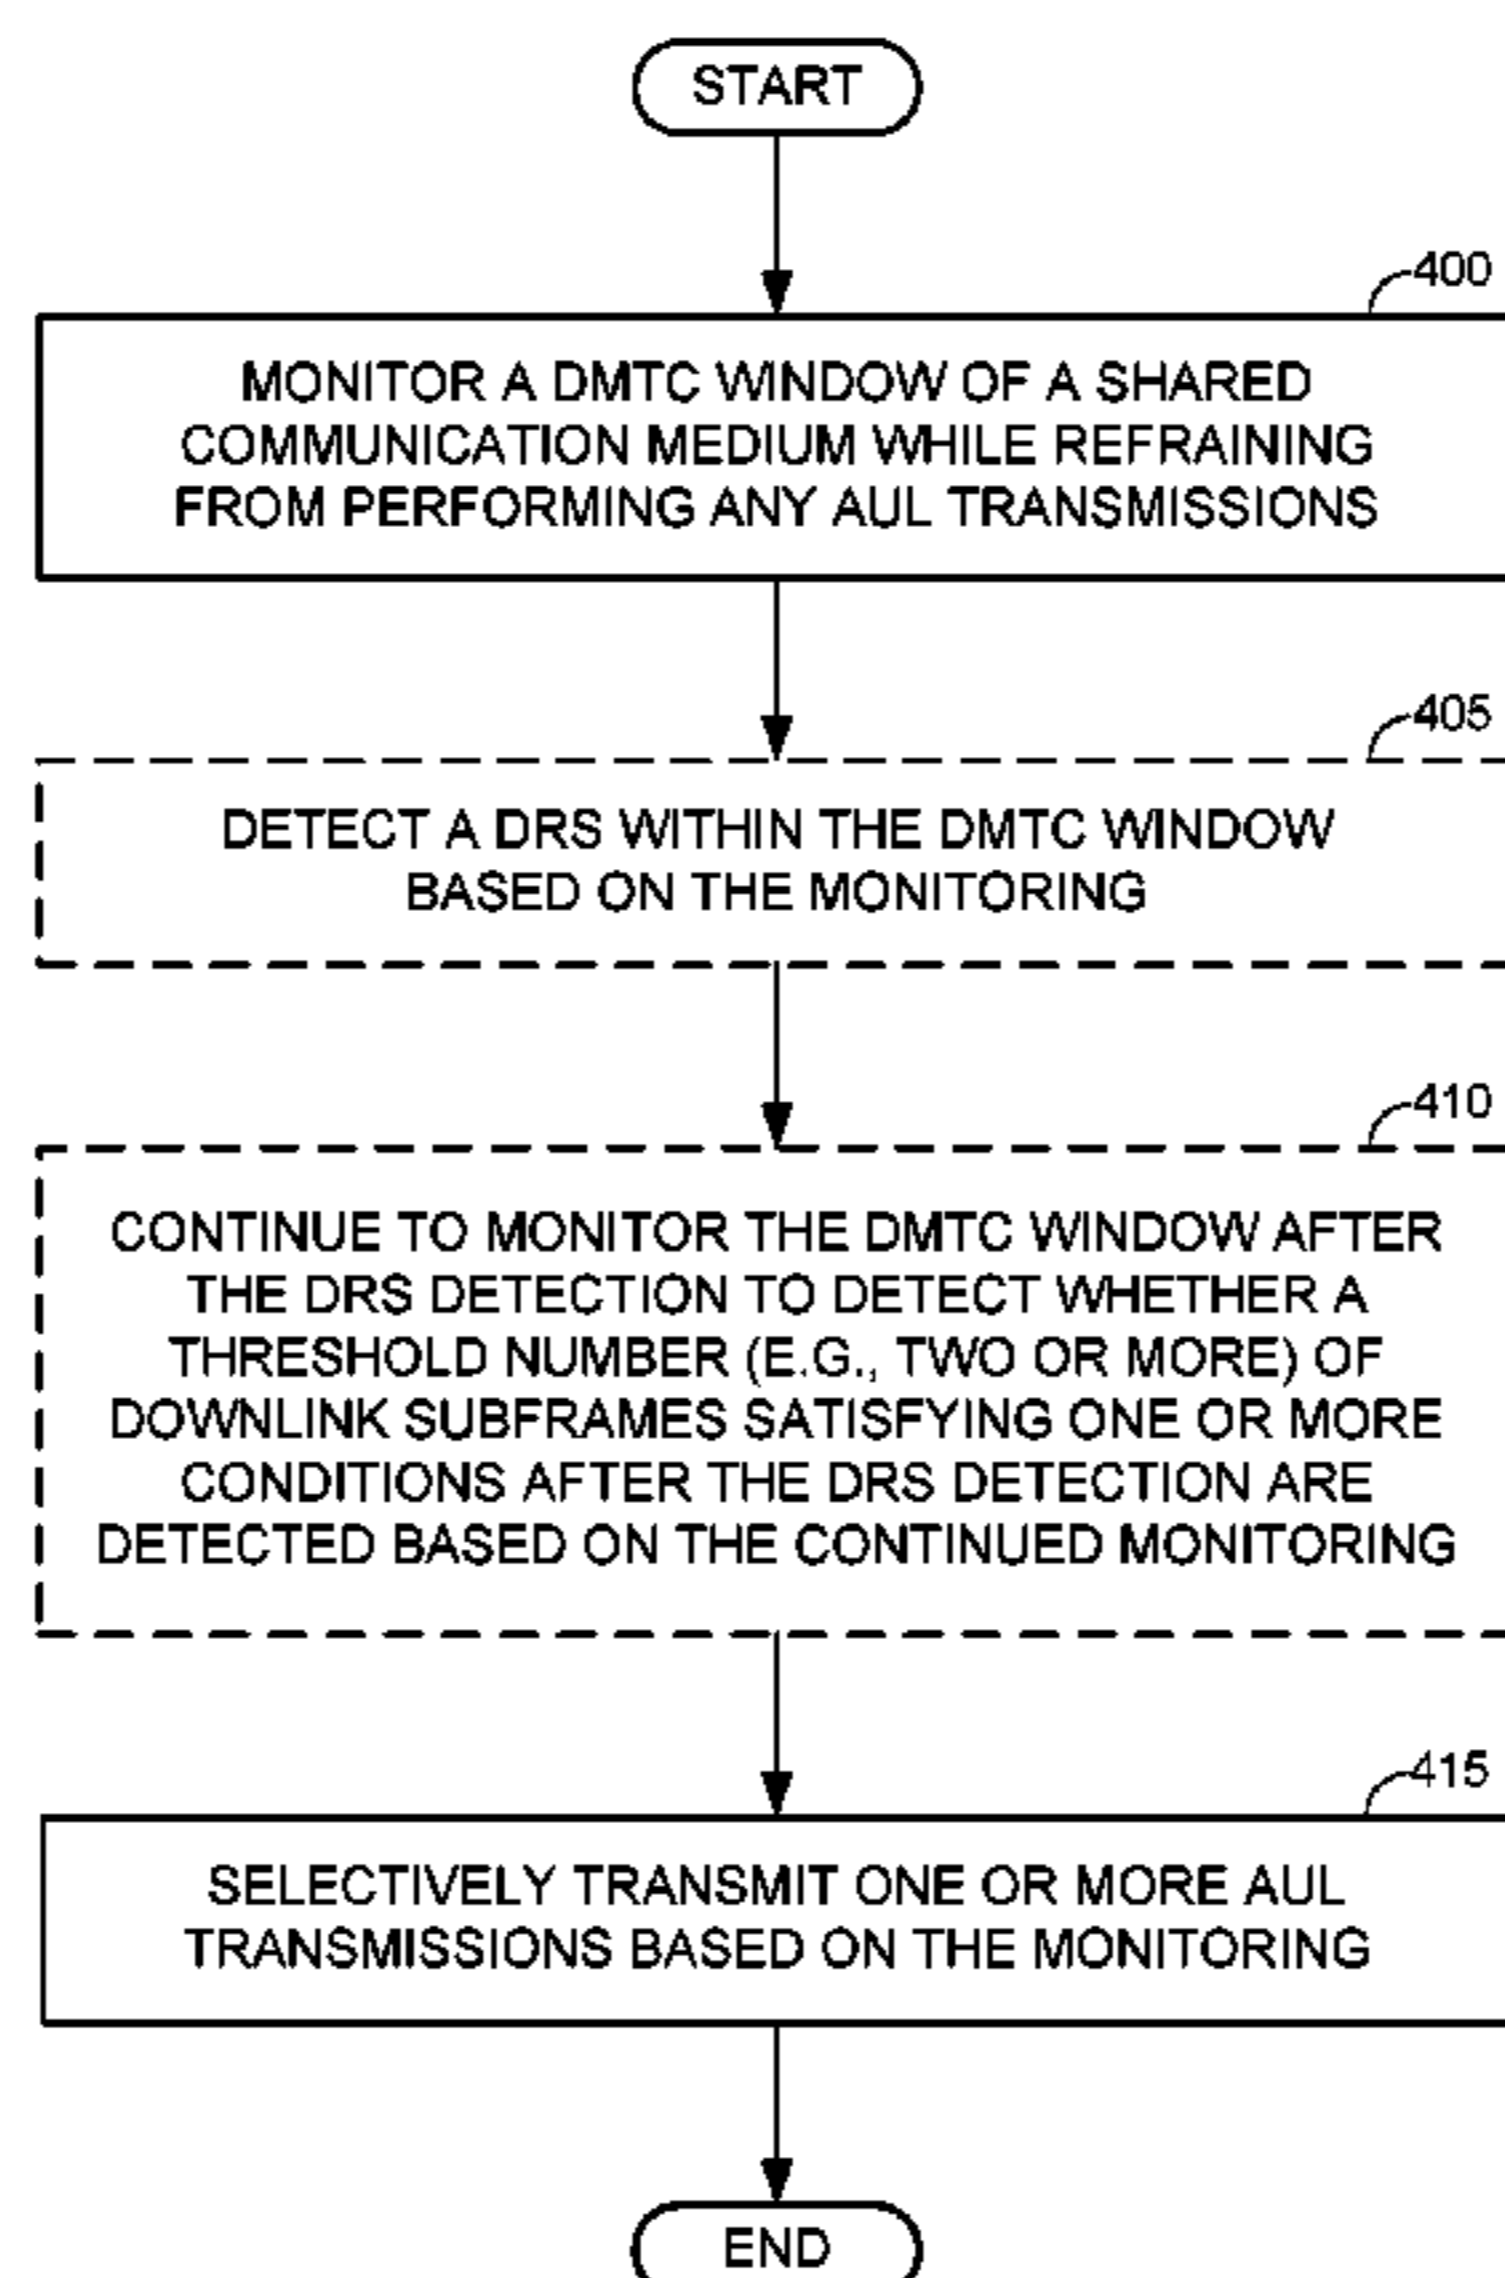 START
400
MONITOR A DMTC WINDOW OF A SHARED
COMMUNICATION MEDIUM WHILE REFRAINING
FROM PERFORMING ANY AUL TRANSMISSIONS
405
DETECT A DRS WITHIN THE DMTC WINDOW
BASED ON THE MONITORING
410
CONTINUE TO MONITOR THE DMTC WINDOW AFTER
THE DRS DETECTION TO DETECT WHETHER A
THRESHOLD NUMBER (E.G., TWO OR MORE) OF
DOWNLINK SUBFRAMES SATISFYING ONE OR MORE
CONDITIONS AFTER THE DRS DETECTION ARE
DETECTED BASED ON THE CONTINUED MONITORING
415
SELECTIVELY TRANSMIT ONE OR MORE AUL
TRANSMISSIONS BASED ON THE MONITORING
END